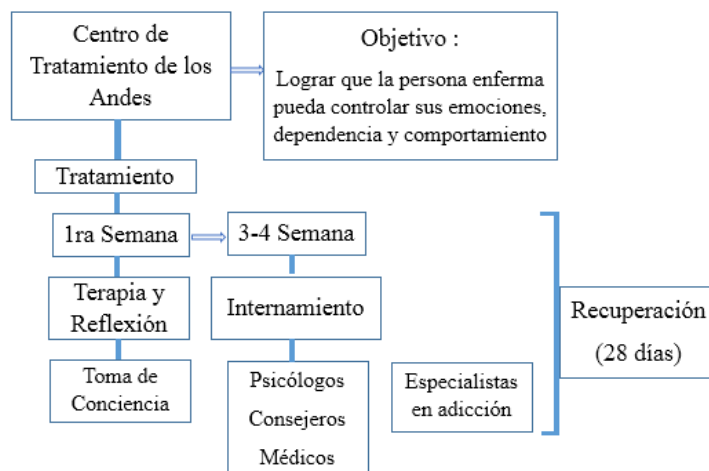 Centro de
Tratamiento de los
Andes
Objetivo :
Lograr que la persona enferma
pueda controlar sus emociones,
dependencia y comportamiento
Tratamiento
1ra Semana
3-4 Semana
Terapia y
Reflexión
Internamiento
Recuperación
(28 días)
Toma de
Conciencia
Psicólogos
Consejeros
Médicos
Especialistas
en adicción